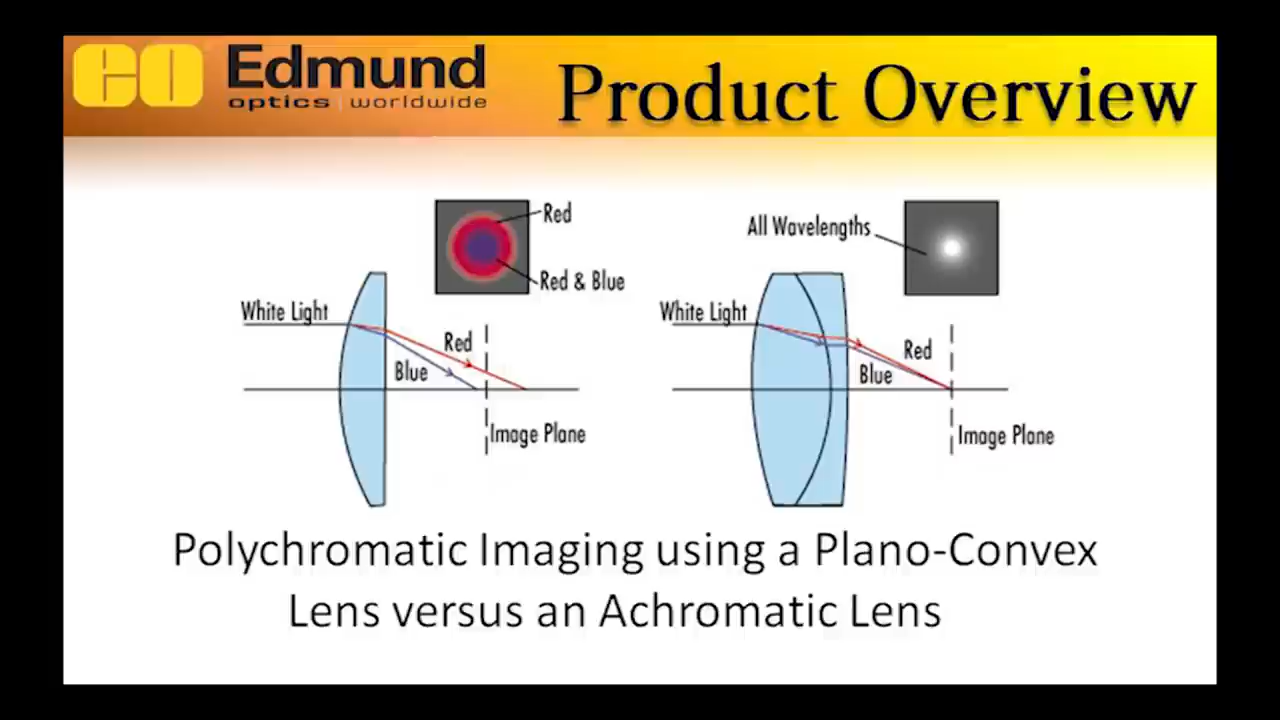 EO Edmund
optics | worldwide
Product Overview
Red
Red & Blue
White Light
Red
Blue
Image Plane
All Wavelengths
White Light
Red
Blue
Image Plane
Polychromatic Imaging using a Plano-Convex
Lens versus an Achromatic Lens